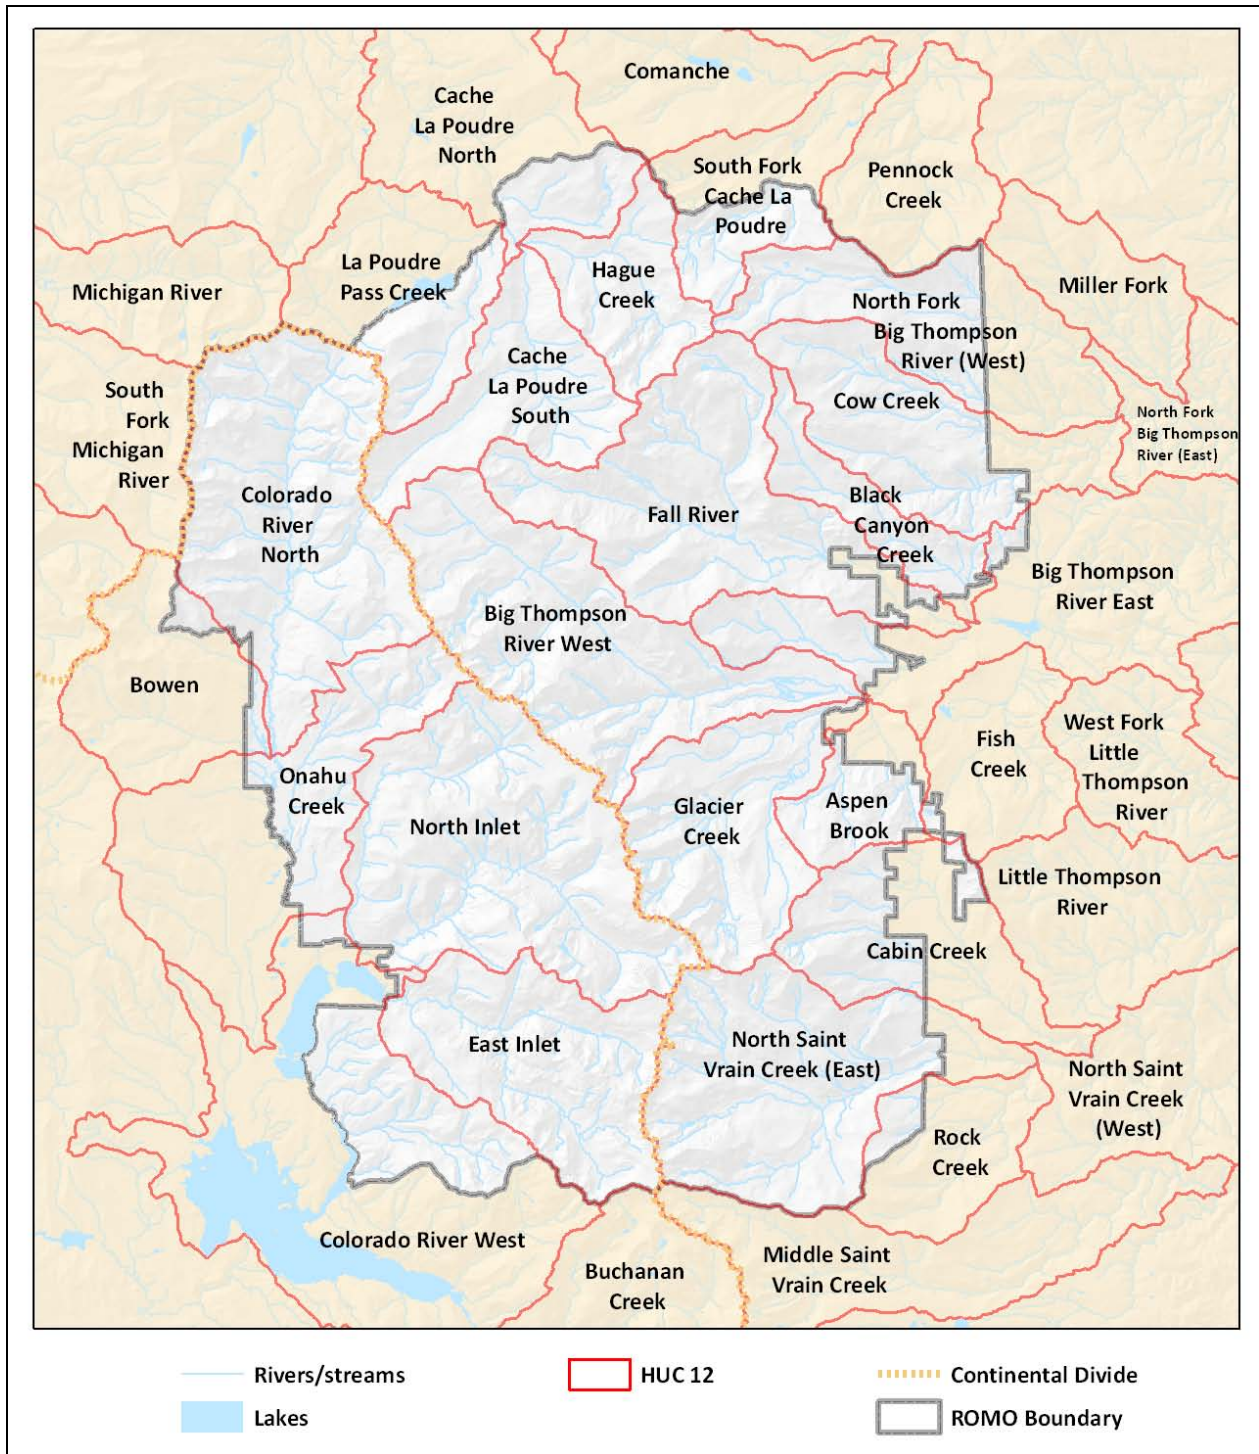 Comanche
Cache
La Poudre
North
South Fork
Cache La
Poudre
Pennock
Creek
La Poudre
Pass Creek
Michigan River
Hague
Creek
Miller Fork
North Fork
Big Thompson
River (West)
Cache
La Poudre
South
South
Fork
Michigan
River
Cow Creek
North Fork
Big Thompson
River (East)
Colorado
River
North
Fall River
Black
Canyon
Creek
Big Thompson
River East
Big Thompson
River West
Bowen
Fish
Creek
West Fork
Little
Thompson
River
Onahu
Creek
North Inlet
Glacier
Creek
Aspen
Brook
Little Thompson
River
Cabin Creek
East Inlet
North Saint
Vrain Creek (East)
North Saint
Vrain Creek
(West)
Rock
Creek
Colorado River West
Buchanan
Creek
Middle Saint
Vrain Creek
Rivers/streams
HUC 12
Continental Divide
Lakes
ROMO Boundary